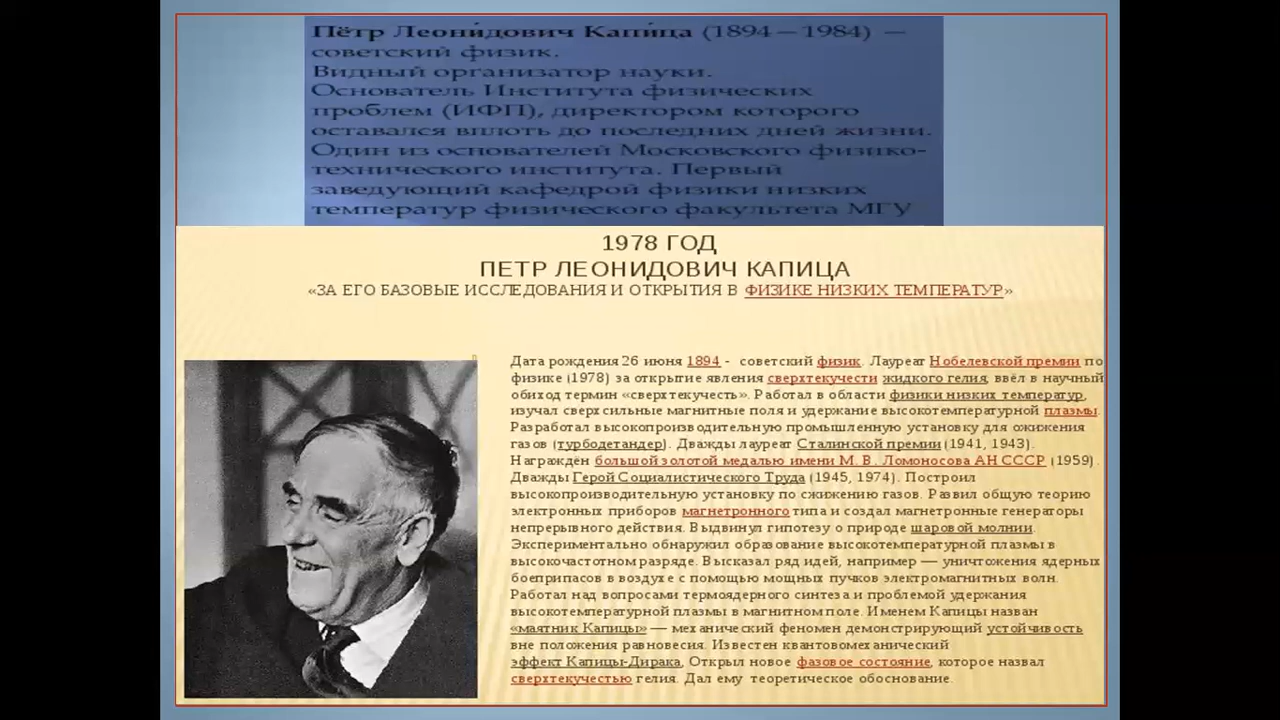 Пётр Леони́дович Капи́ца (1894 – 1984) —
советский физик.
Видный организатор науки.
Основатель Института физических
проблем (ИФП), директором которого
оставался вплоть до последних дней жизни.
Один из основателей Московского физико-
технического института. Первый
заведующий кафедрой физики низких
температур физического факультета МГУ
1978 ГОД
ПЕТР ЛЕОНИДОВИЧ КАПИЦА
«ЗА ЕГО БАЗОВЫЕ ИССЛЕДОВАНИЯ И ОТКРЫТИЯ В ФИЗИКЕ НИЗКИХ ТЕМПЕРАТУР»
Дата рождения 26 июня 1894 - советский физик. Лауреат Нобелевской премии по
физике (1978) за открытие явления сверхтекучести жидкого гелия, ввёл в научный
обиход термин «сверхтекучесть». Работал в области физики низких температур,
изучал сверхсильные магнитные поля и удержание высокотемпературной плазмы.
Разработал высокопроизводительную промышленную установку для ожижения
газов (турбодетандер). Дважды лауреат Сталинской премии (1941, 1943).
Награждён большой золотой медалью имени М. В. Ломоносова АН СССР (1959).
Дважды Герой Социалистического Труда (1945, 1974). Построил
высокопроизводительную установку по сжижению газов. Развил общую теорию
электронных приборов магнетронного типа и создал магнетронные генераторы
непрерывного действия. Выдвинул гипотезу о природе шаровой молнии.
Экспериментально обнаружил образование высокотемпературной плазмы в
высокочастотном разряде. Высказал ряд идей, например — уничтожения ядерных
боеприпасов в воздухе с помощью мощных пучков электромагнитных волн.
Работал над вопросами термоядерного синтеза и проблемой удержания
высокотемпературной плазмы в магнитном поле. Именем Капицы назван
«маятник Капицы» — механический феномен демонстрирующий устойчивость
вне положения равновесия. Известен квантовомеханический
эффект Капицы-Дирака. Открыл новое фазовое состояние, которое назвал
сверхтекучестью гелия. Дал ему теоретическое обоснование.